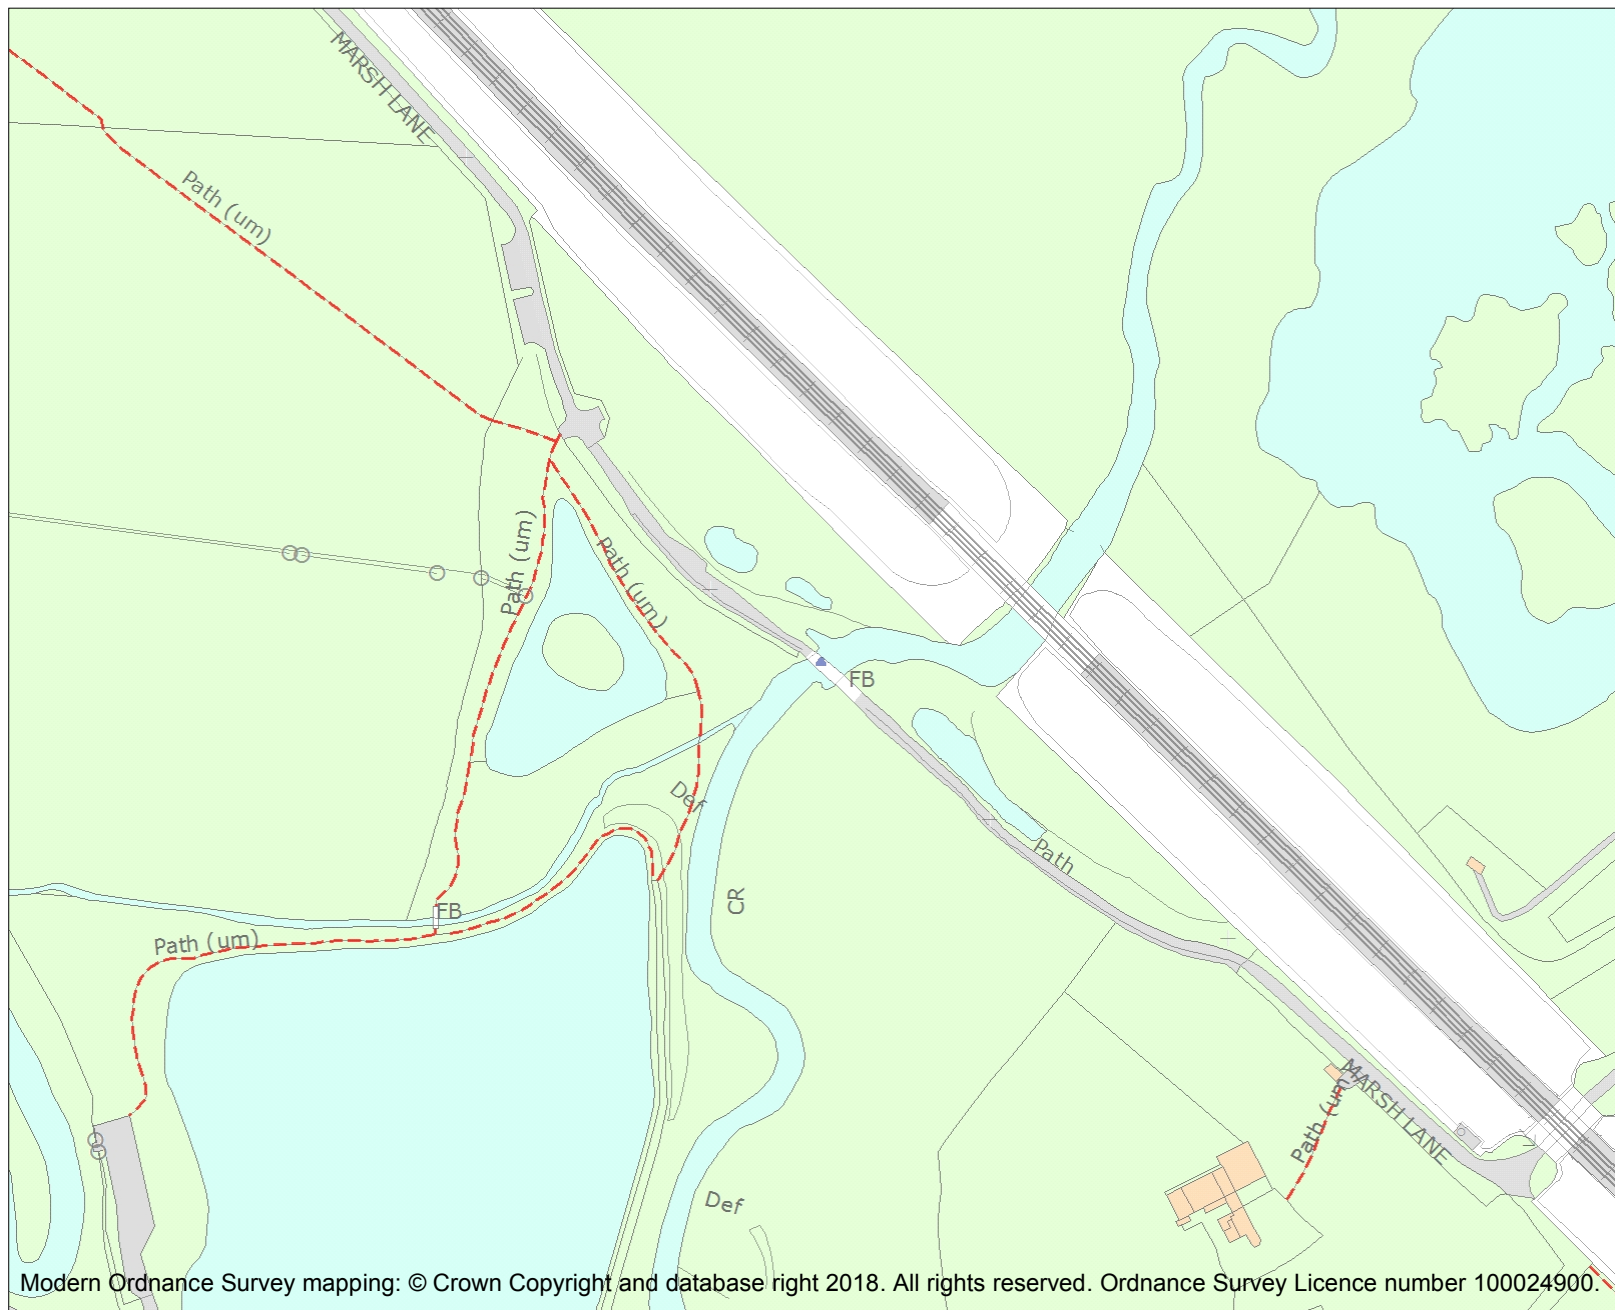 MARSH LANE
Path (um)
Path (um)
Path (um)
FB
Def
Path
CR
FB
Path (um)
MARSH LANE
Path (um)
Def
Modern Ordnance Survey mapping: © Crown Copyright and database right 2018. All rights reserved. Ordnance Survey Licence number 100024900.